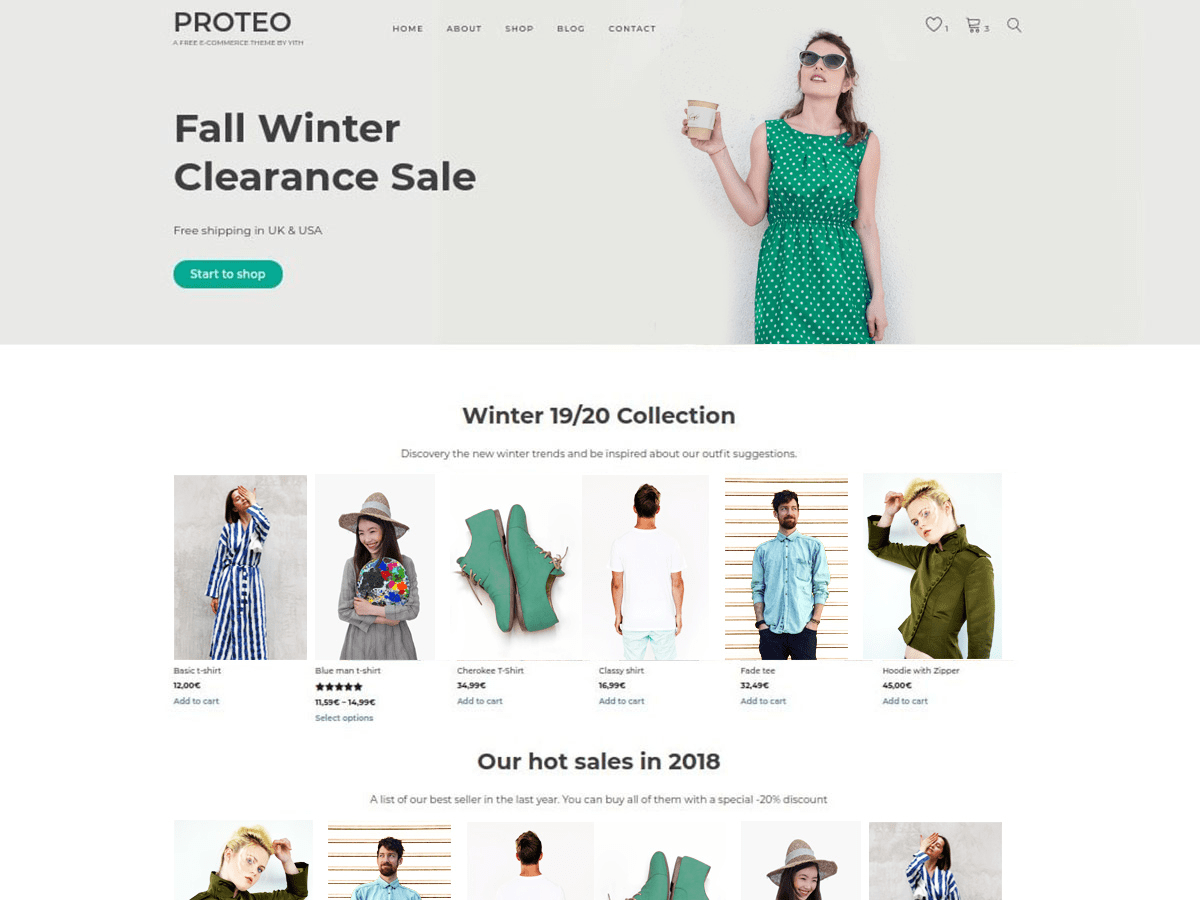 PROTEO
A FREE E-COMMERCE THEME BY YITH
HOME ABOUT SHOP BLOG CONTACT
1 3
Fall Winter
Clearance Sale
Free shipping in UK & USA
Start to shop
Winter 19/20 Collection
Discovery the new winter trends and be inspired about our outfit suggestions.
Basic t-shirt
12,00€
Add to cart
Blue man t-shirt
11,59€ – 14,99€
Select options
Cherokee T-Shirt
34,99€
Add to cart
Classy shirt
16,99€
Add to cart
Fade tee
32,49€
Add to cart
Hoodie with Zipper
45,00€
Add to cart
Our hot sales in 2018
A list of our best seller in the last year. You can buy all of them with a special -20% discount